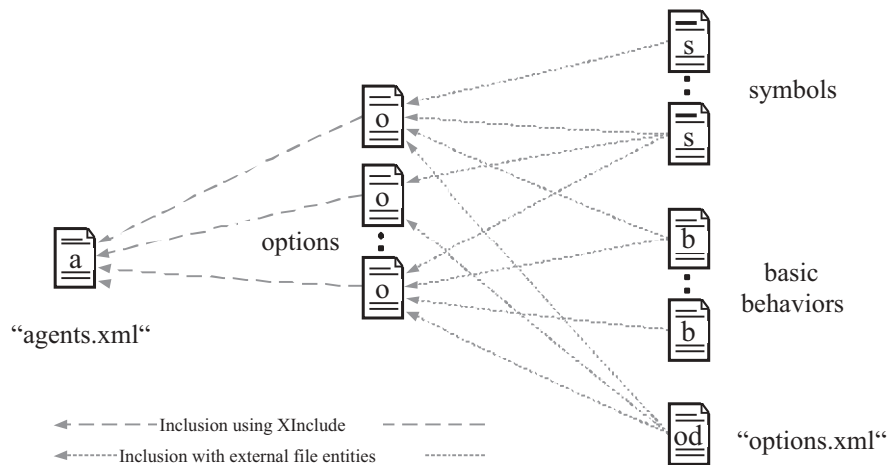 s
symbols
s
o
o
options
o
a
“agents.xml“
b
basic
behaviors
b
od
“options.xml“
Inclusion using XInclude
Inclusion with external file entities